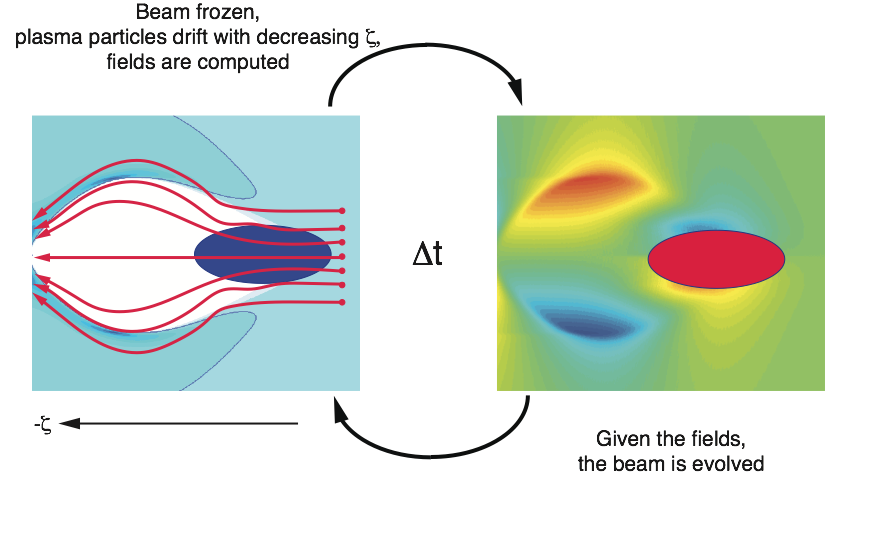 Beam frozen,
plasma particles drift with decreasing ζ,
fields are computed
Δt
-ζ
Given the fields,
the beam is evolved